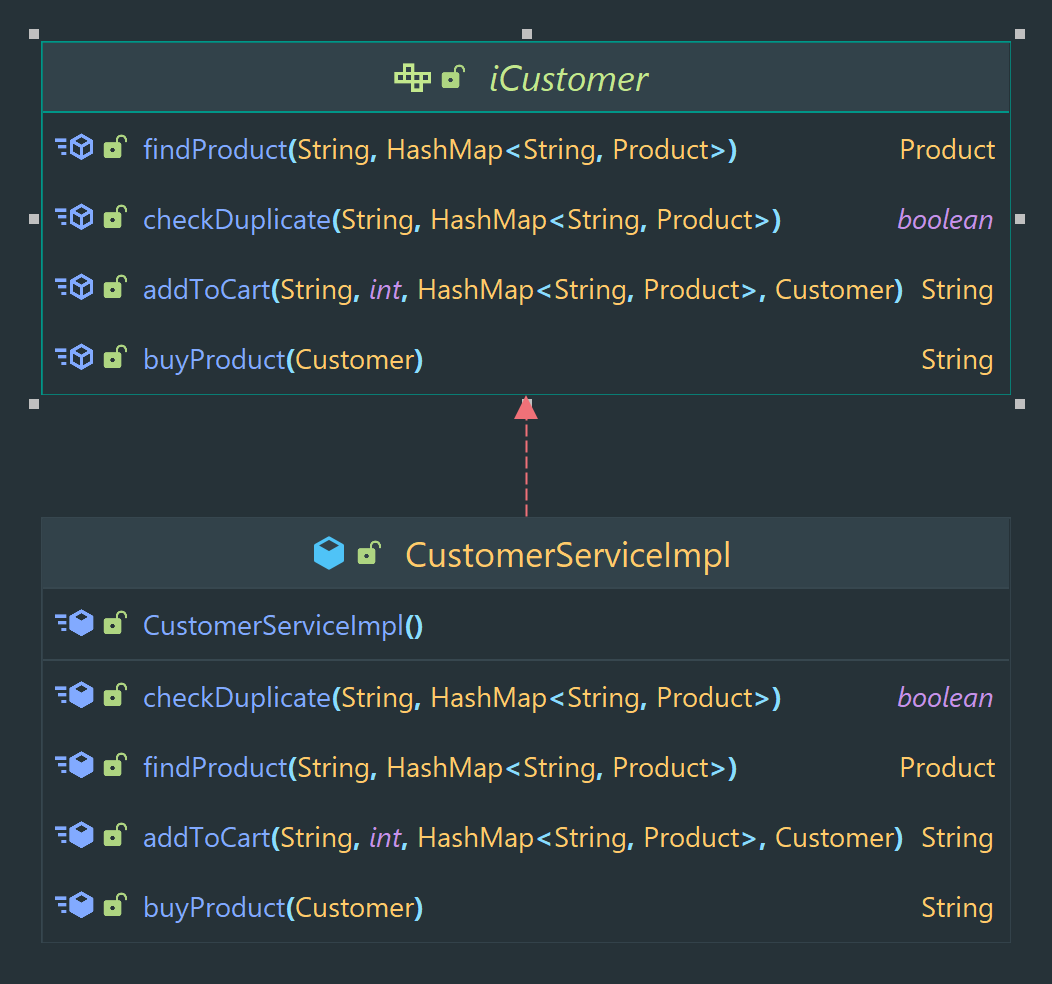 iCustomer
findProduct(String, HashMap<String, Product>) Product
checkDuplicate(String, HashMap<String, Product>) boolean
addToCart(String, int, HashMap<String, Product>, Customer) String
buyProduct(Customer) String
CustomerServiceImpl
CustomerServiceImpl()
checkDuplicate(String, HashMap<String, Product>) boolean
findProduct(String, HashMap<String, Product>) Product
addToCart(String, int, HashMap<String, Product>, Customer) String
buyProduct(Customer) String